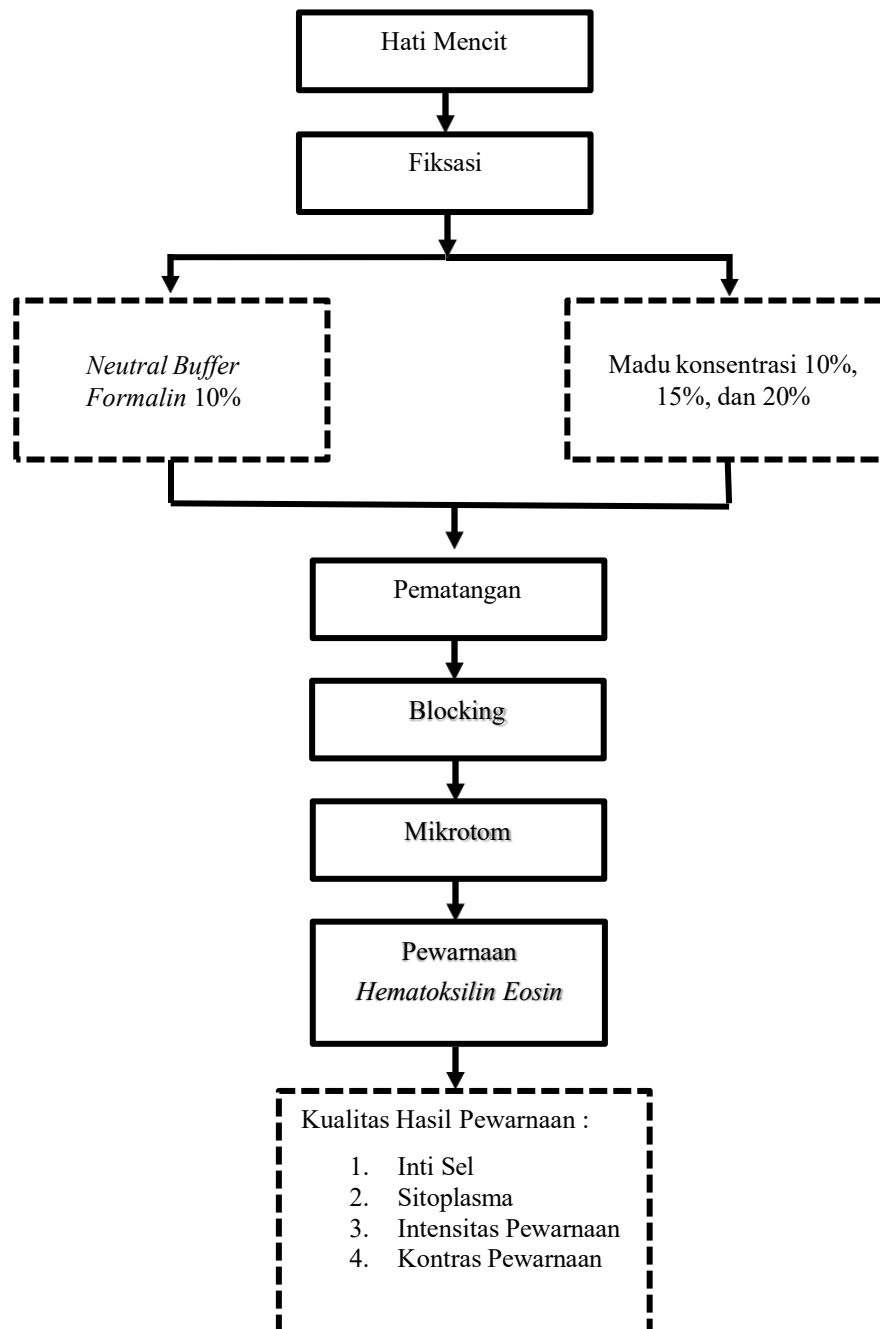 Hati Mencit
Fiksasi
Neutral Buffer
Formalin 10%
Madu konsentrasi 10%,
15%, dan 20%
Pematangan
Blocking
Mikrotom
Pewarnaan
Hematoksilin Eosin
Kualitas Hasil Pewarnaan :
1. Inti Sel
2. Sitoplasma
3. Intensitas Pewarnaan
4. Kontras Pewarnaan